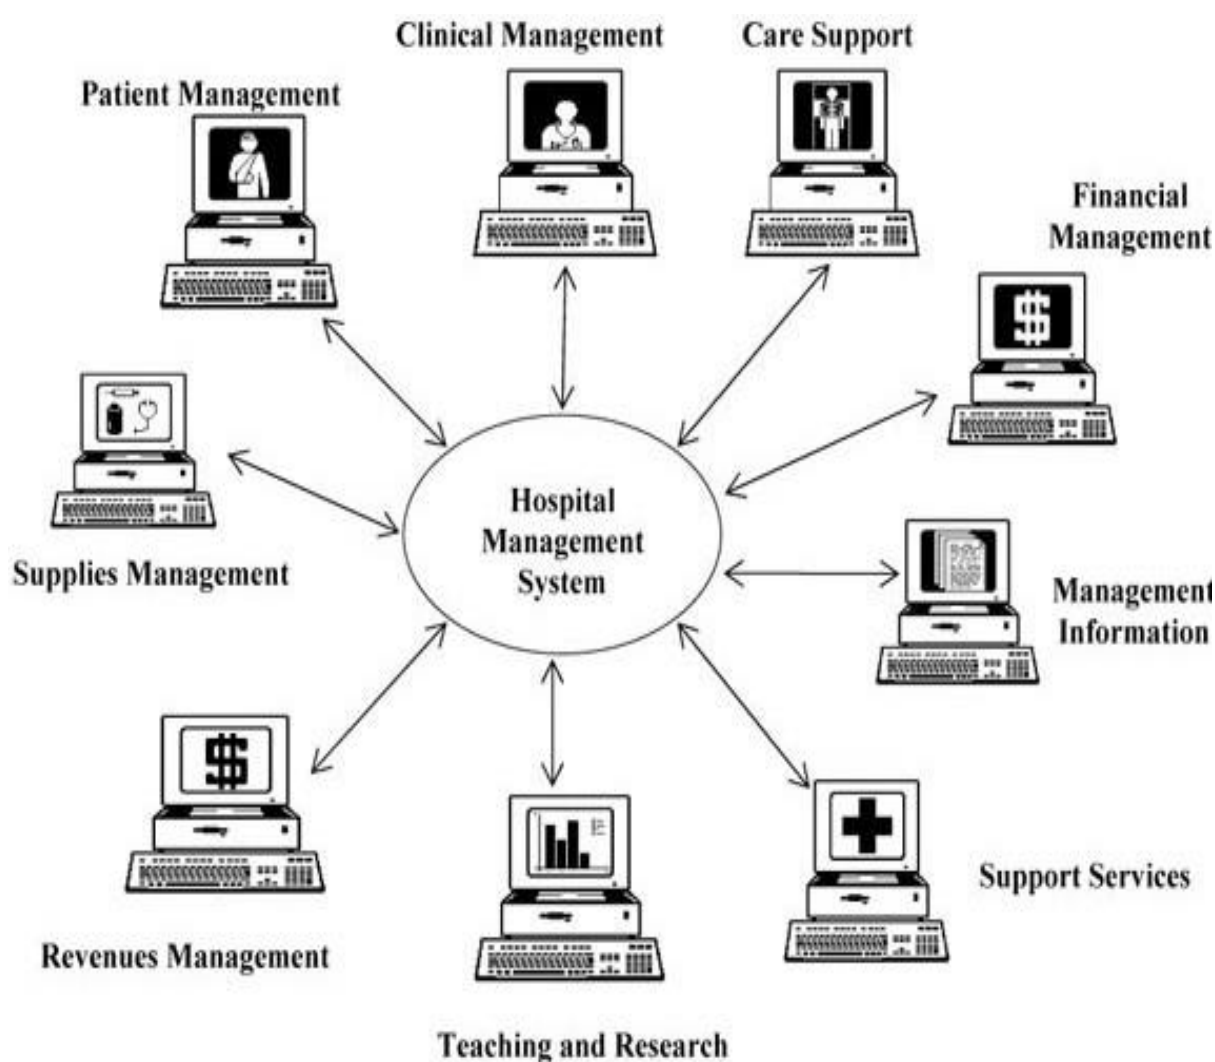 Clinical Management
Care Support
Patient Management
Financial
Management
Hospital
Management
System
Supplies Management
Management
Information
Support Services
Revenues Management
Teaching and Research